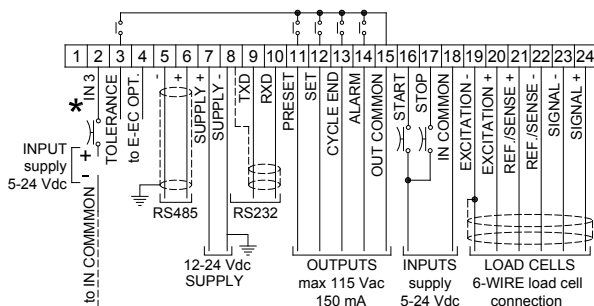 1 2 3 4 5 6 7 8 9 10 11 12 13 14 15 16 17 18 19 20 21 22 23 24
IN 3
TOLERANCE
to E-EC OPT.
-
+
SUPPLY +
SUPPLY -
TXD
RXD
PRESET
SET
CYCLE END
ALARM
OUT COMMON
START
STOP
IN COMMON
EXCITATION -
EXCITATION +
REF./SENSE +
REF./SENSE-
SIGNAL -
SIGNAL +
*
INPUT
supply
5-24 Vdc
+
-
to IN COMMMON
RS485
RS232
12-24 Vdc
SUPPLY
OUTPUTS
max 115 Vac
150 mA
INPUTS
supply
5-24 Vdc
LOAD CELLS
6-WIRE load cell
connection